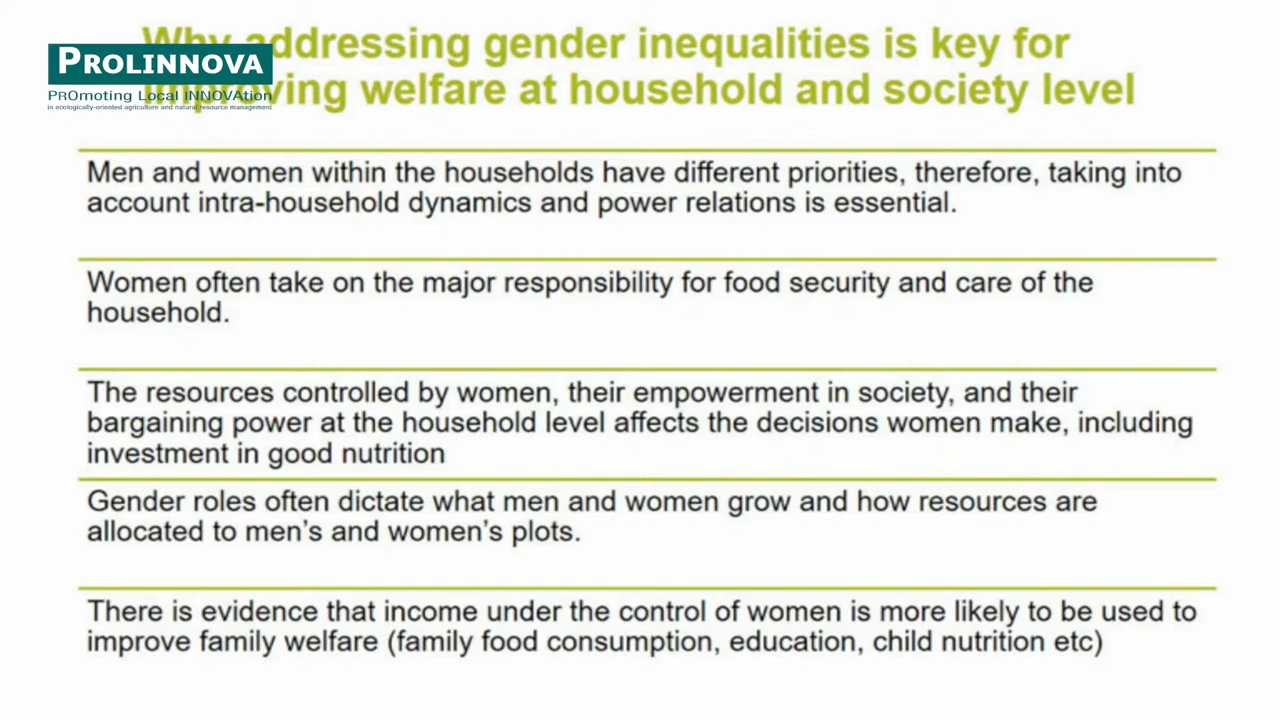 Why addressing gender inequalities is key for
PROLINNOVA
improving welfare at household and society level
PROmoting Local INNOVAtion
in ecologically-oriented agriculture and natural resource management
Men and women within the households have different priorities, therefore, taking into
account intra-household dynamics and power relations is essential.
Women often take on the major responsibility for food security and care of the
household.
The resources controlled by women, their empowerment in society, and their
bargaining power at the household level affects the decisions women make, including
investment in good nutrition
Gender roles often dictate what men and women grow and how resources are
allocated to men's and women's plots.
There is evidence that income under the control of women is more likely to be used to
improve family welfare (family food consumption, education, child nutrition etc)